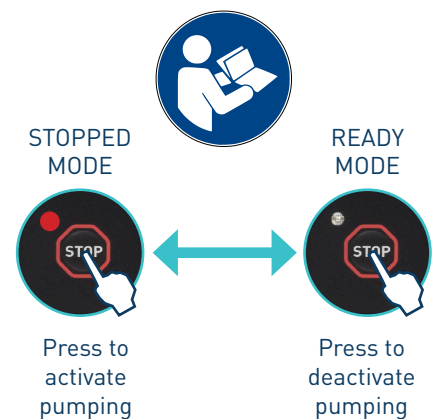 STOPPED
MODE
READY
MODE
STOP
STOP
Press to
activate
pumping
Press to
deactivate
pumping